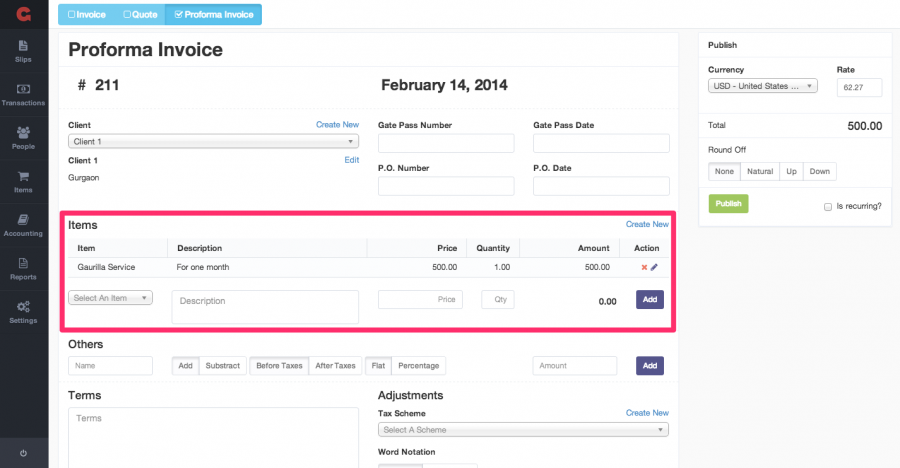 Invoice Quote Proforma Invoice
Slips
Transactions
People
Items
Accounting
Reports
Settings
Proforma Invoice
# 211 February 14, 2014
Client Create New
Client 1
Client 1 Edit
Gurgaon
Gate Pass Number Gate Pass Date
P.O. Number P.O. Date
Items Create New
Item Description Price Quantity Amount Action
Gaurilla Service For one month 500.00 1.00 500.00
Select An Item Description Price Qty 0.00 Add
Others
Name Add Substract Before Taxes After Taxes Flat Percentage Amount Add
Terms
Terms
Adjustments
Tax Scheme Create New
Select A Scheme
Word Notation
Publish
Currency Rate
USD - United States ... 62.27
Total 500.00
Round Off
None Natural Up Down
Publish Is recurring?